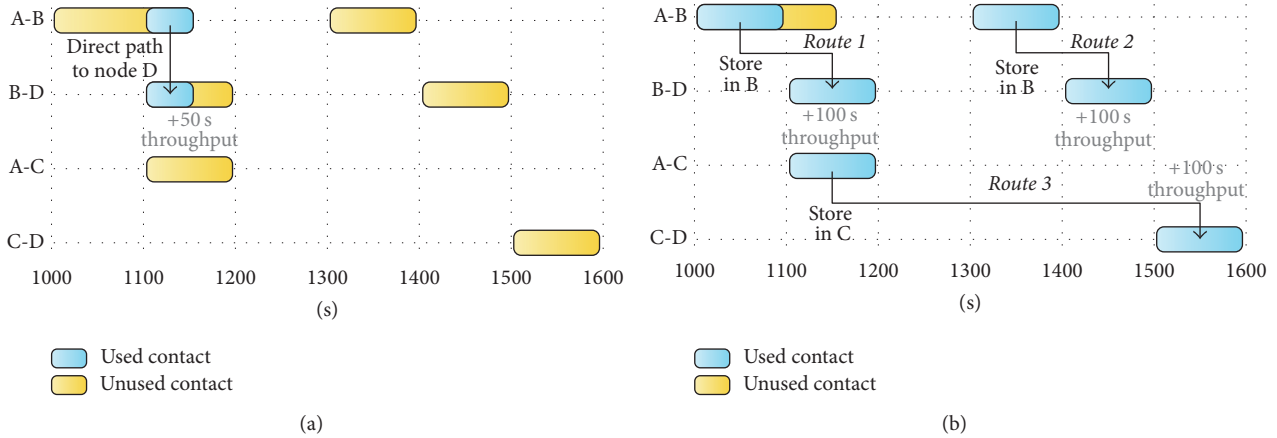 A-B
Direct path
to node D
B-D
+50 s
throughput
A-C
C-D
1000 1100 1200 1300 1400 1500 1600
(s)
Used contact
Unused contact
(a)
A-B
Route 1
Route 2
Store
in B
Store
in B
B-D
+100 s
throughput
+100 s
throughput
A-C
+100 s
throughput
Route 3
Store
in C
C-D
1000 1100 1200 1300 1400 1500 1600
(s)
Used contact
Unused contact
(b)